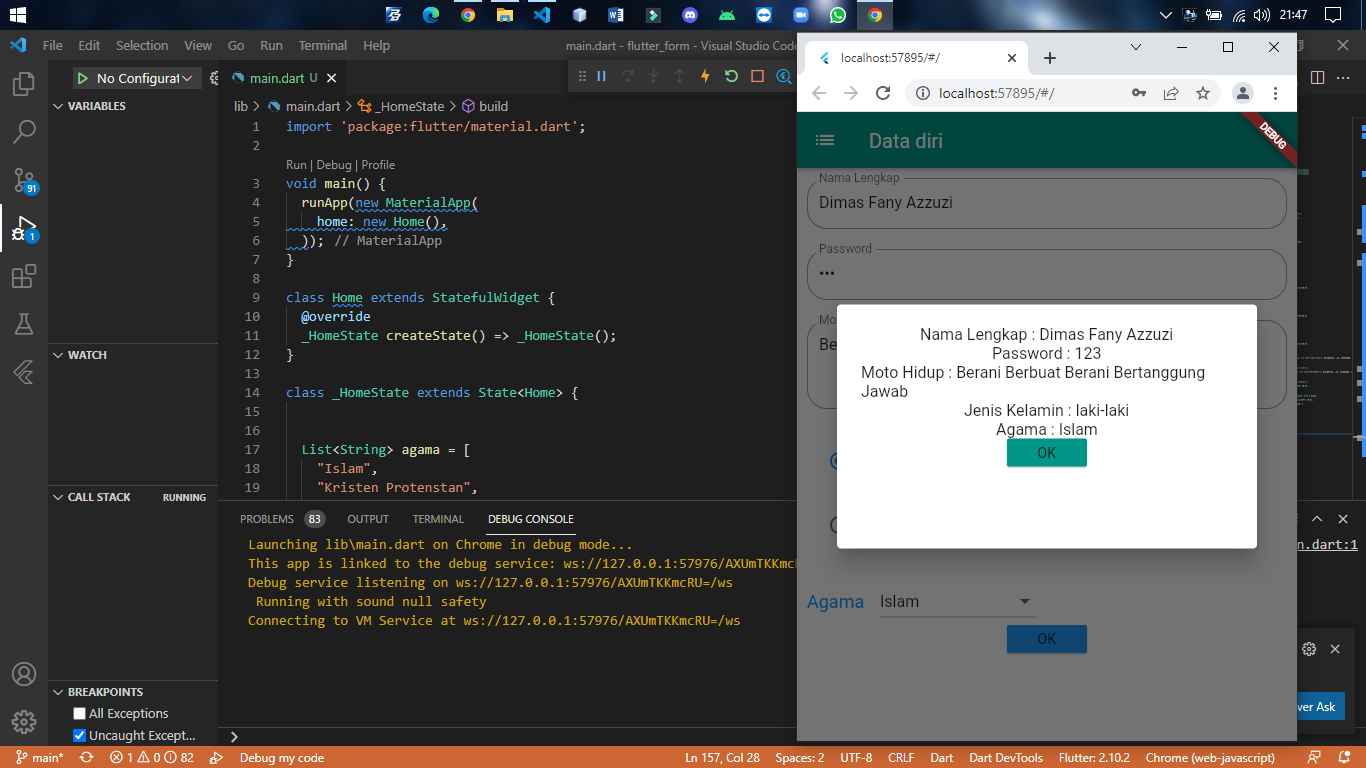 21:47
File Edit Selection View Go Run Terminal Help
main.dart - flutter_form - Visual Studio Code
No Configurat
main.dart U
VARIABLES
WATCH
CALL STACK RUNNING
BREAKPOINTS
All Exceptions
Uncaught Except...
91
1
lib > main.dart > _HomeState > build
1 import 'package:flutter/material.dart';
2
Run | Debug | Profile
3 void main() {
4 runApp(new MaterialApp(
5 home: new Home(),
6 )); // MaterialApp
7 }
8
9 class Home extends StatefulWidget {
10 @override
11 _HomeState createState() => _HomeState();
12 }
13
14 class _HomeState extends State<Home> {
15
16
17 List<String> agama = [
18 "Islam",
19 "Kristen Protenstan",
PROBLEMS 83 OUTPUT TERMINAL DEBUG CONSOLE
Launching lib\main.dart on Chrome in debug mode...
This app is linked to the debug service: ws://127.0.0.1:57976/AXUmTKKmc
Debug service listening on ws://127.0.0.1:57976/AXUmTKKmcRU=/ws
Running with sound null safety
Connecting to VM Service at ws://127.0.0.1:57976/AXUmTKKmcRU=/ws
n.dart:1
ver Ask
localhost:57895/#/
localhost:57895/#/
Data diri
DEBUG
Nama Lengkap
Dimas Fany Azzuzi
Password
•••
Mo
Be
Nama Lengkap : Dimas Fany Azzuzi
Password : 123
Moto Hidup : Berani Berbuat Berani Bertanggung
Jawab
Jenis Kelamin : laki-laki
Agama : Islam
OK
Agama Islam
OK
main* 1 0 82 Debug my code Ln 157, Col 28 Spaces: 2 UTF-8 CRLF Dart Dart DevTools Flutter: 2.10.2 Chrome (web-javascript)